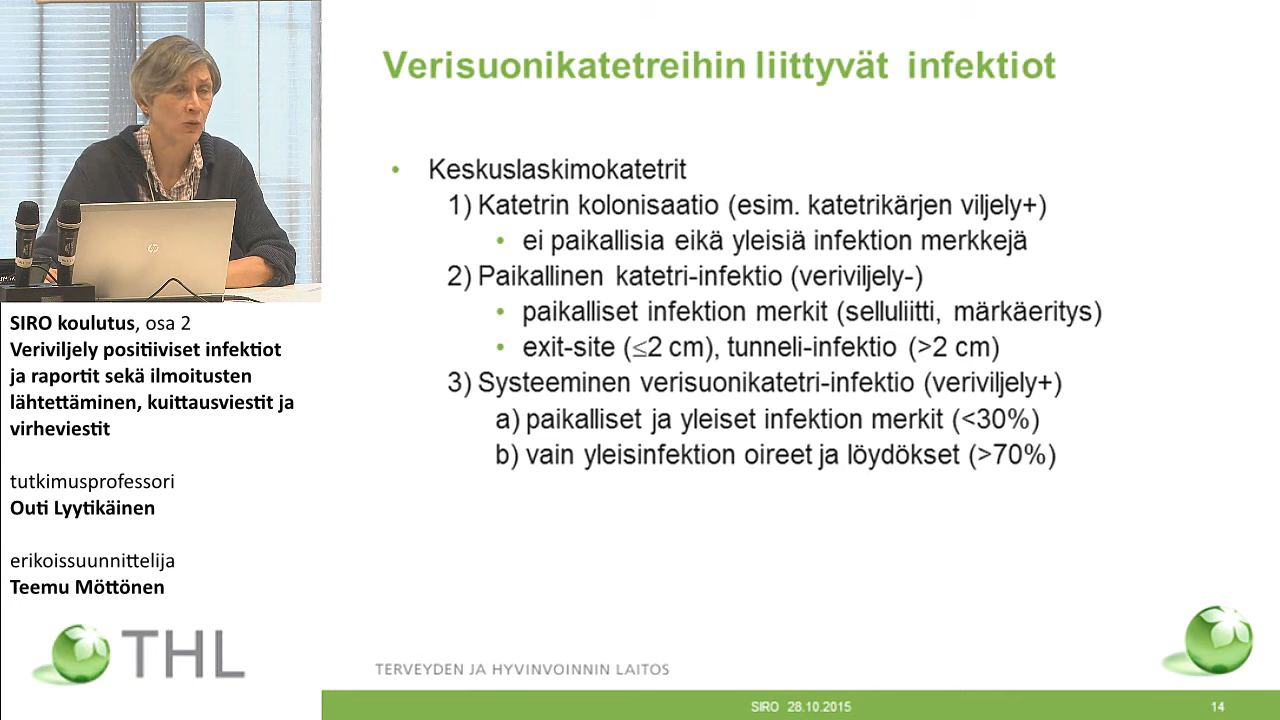 Verisuonikatetreihin liittyvät infektiot
• Keskuslaskimokatetrit
1) Katetrin kolonisaatio (esim. katetrikärjen viljely+)
• ei paikallisia eikä yleisiä infektion merkkejä
2) Paikallinen katetri-infektio (veriviljely-)
• paikalliset infektion merkit (selluliitti, märkäeritys)
• exit-site (≤2 cm), tunneli-infektio (>2 cm)
3) Systeeminen verisuonikatetri-infektio (veriviljely+)
a) paikalliset ja yleiset infektion merkit (<30%)
b) vain yleisinfektion oireet ja löydökset (>70%)
hp
SIRO koulutus, osa 2
Veriviljely positiiviset infektiot
ja raportit sekä ilmoitusten
lähtettäminen, kuittausviestit ja
virheviestit
tutkimusprofessori
Outi Lyytikäinen
erikoissuunnittelija
Teemu Möttönen
THL
TERVEYDEN JA HYVINVOINNIN LAITOS
SIRO 28.10.2015
14